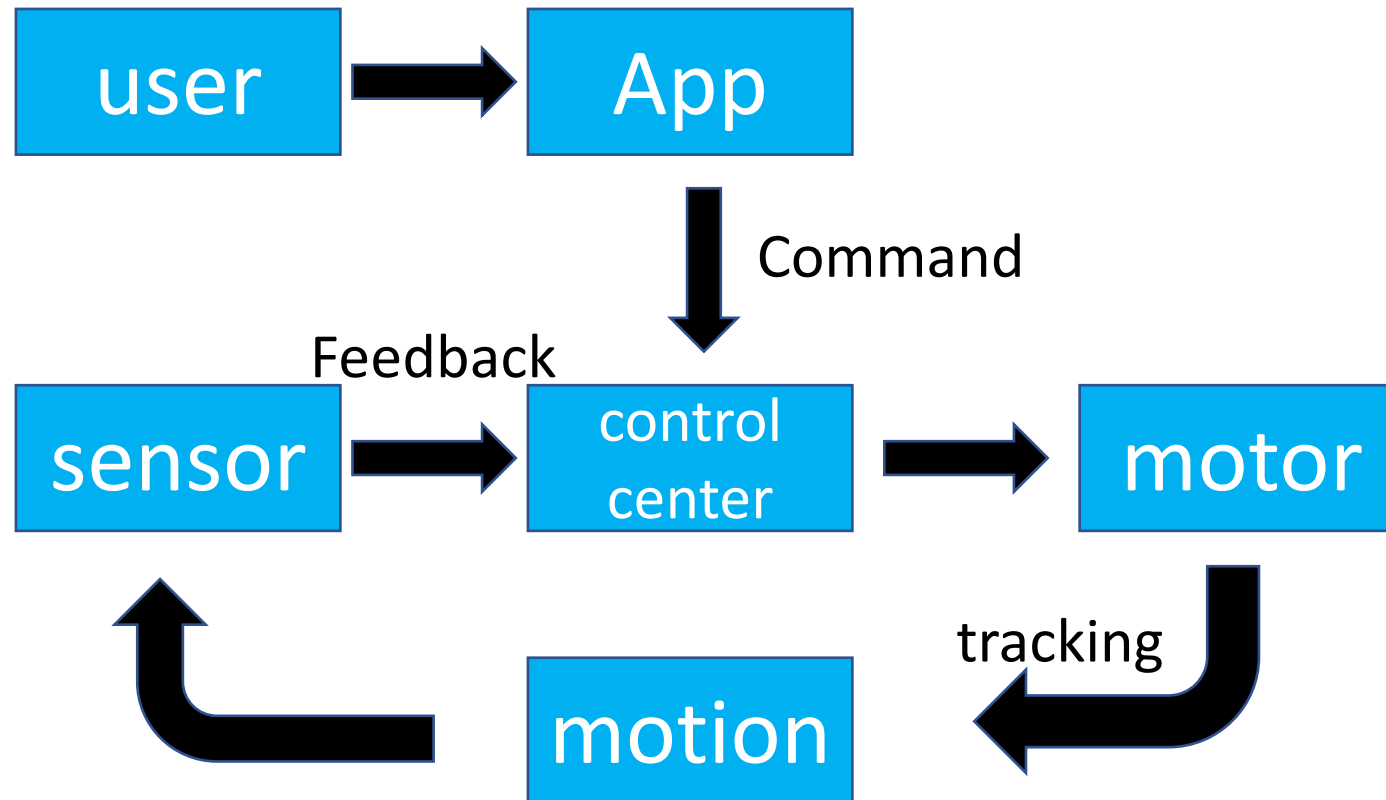 user
App
Command
Feedback
sensor
control
center
motor
tracking
motion